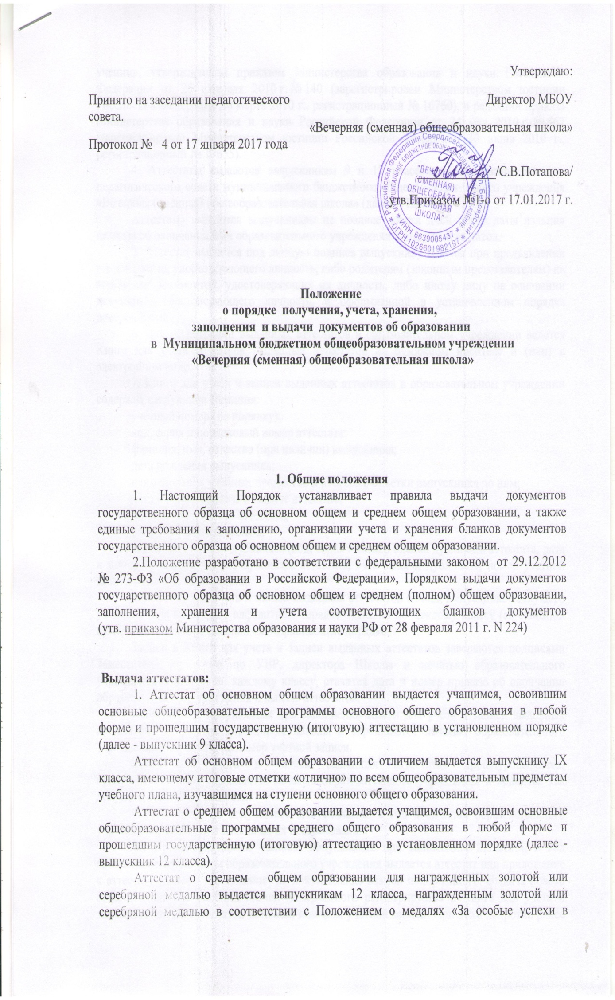 Утверждаю:
Принято на заседании педагогического
совета.
Протокол № 4 от 17 января 2017 года
Директор МБОУ
«Вечерняя (сменная) общеобразовательная школа»
/С.В.Потапова/
утв.Приказом №1-о от 17.01.2017 г.
Российская Федерация Свердловская
п. Белоярский
* ОГРН 1026601982197 *
МУНИЦИПАЛЬНОЕ БЮДЖЕТНОЕ ОБЩЕОБРАЗОВАТЕЛЬНОЕ УЧРЕЖДЕНИЕ
* ИНН 6639005437 *
"ВЕЧЕРНЯЯ
(СМЕННАЯ)
ОБЩЕОБРАЗО
ВАТЕЛЬНАЯ
ШКОЛА"
Положение
о порядке получения, учета, хранения,
заполнения и выдачи документов об образовании
в Муниципальном бюджетном общеобразовательном учреждении
«Вечерняя (сменная) общеобразовательная школа»
1. Общие положения
1. Настоящий Порядок устанавливает правила выдачи документов
государственного образца об основном общем и среднем общем образовании, а также
единые требования к заполнению, организации учета и хранения бланков документов
государственного образца об основном общем и среднем общем образовании.
2.Положение разработано в соответствии с федеральными законом от 29.12.2012
№ 273-ФЗ «Об образовании в Российской Федерации», Порядком выдачи документов
государственного образца об основном общем и среднем (полном) общем образовании,
заполнения, хранения и учета соответствующих бланков документов
(утв. приказом Министерства образования и науки РФ от 28 февраля 2011 г. N 224)
Выдача аттестатов:
1. Аттестат об основном общем образовании выдается учащимся, освоившим
основные общеобразовательные программы основного общего образования в любой
форме и прошедшим государственную (итоговую) аттестацию в установленном порядке
(далее - выпускник 9 класса).
Аттестат об основном общем образовании с отличием выдается выпускнику IX
класса, имеющему итоговые отметки «отлично» по всем общеобразовательным предметам
учебного плана, изучавшимся на ступени основного общего образования.
Аттестат о среднем общем образовании выдается учащимся, освоившим основные
общеобразовательные программы среднего общего образования в любой форме и
прошедшим государственную (итоговую) аттестацию в установленном порядке (далее -
выпускник 12 класса).
Аттестат о среднем общем образовании для награжденных золотой или
серебряной медалью выдается выпускникам 12 класса, награжденным золотой или
серебряной медалью в соответствии с Положением о медалях «За особые успехи в